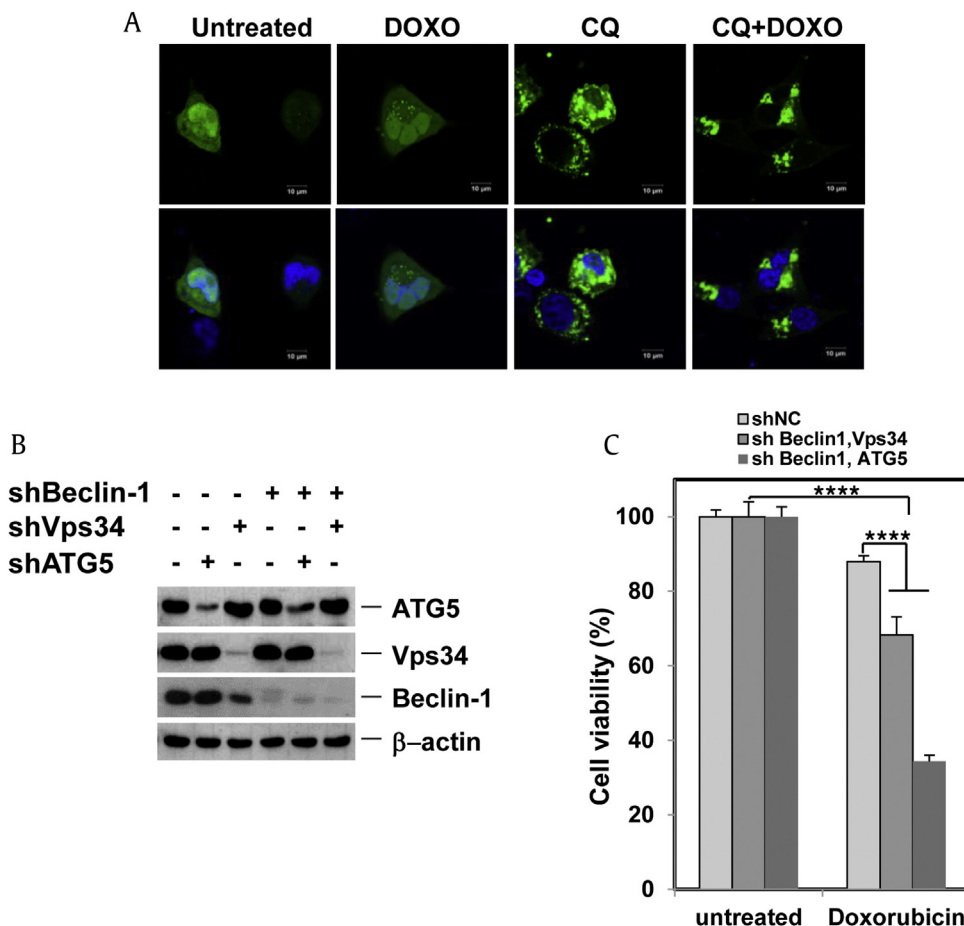 A
Untreated DOXO CQ CQ+DOXO
10 µm 10 µm 10 µm 10 µm
10 µm 10 µm 10 µm 10 µm
B
shBeclin-1 - - - + + +
shVps34 - - + - - +
shATG5 - + - - + -
ATG5
Vps34
Beclin-1
β–actin
C
shNC
sh Beclin1,Vps34
sh Beclin1, ATG5
****
****
100
80
60
40
20
0
Cell viability (%)
untreated Doxorubicin